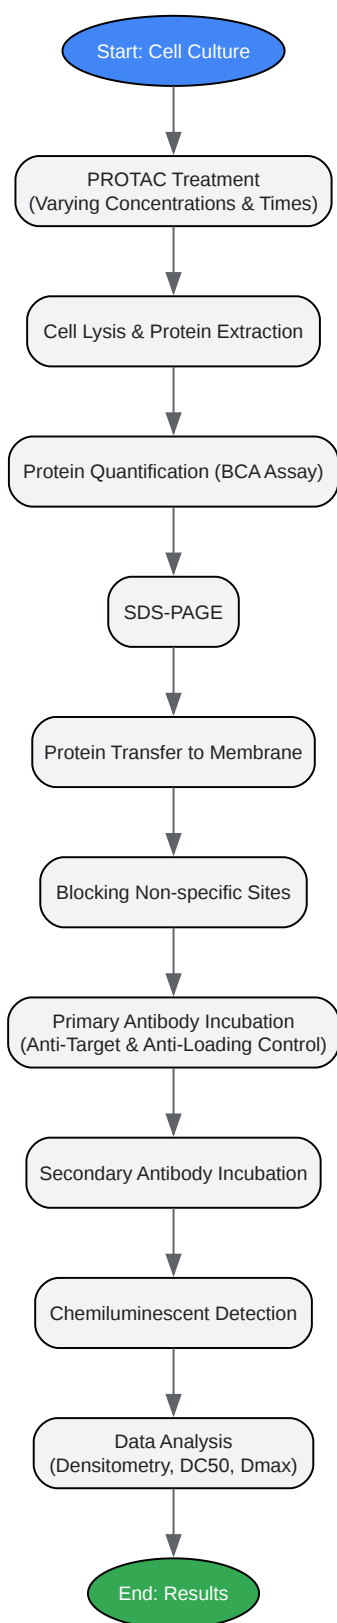 Start: Cell Culture
PROTAC Treatment
(Varying Concentrations & Times)
Cell Lysis & Protein Extraction
Protein Quantification (BCA Assay)
SDS-PAGE
Protein Transfer to Membrane
Blocking Non-specific Sites
Primary Antibody Incubation
(Anti-Target & Anti-Loading Control)
Secondary Antibody Incubation
Chemiluminescent Detection
Data Analysis
(Densitometry, DC50, Dmax)
End: Results